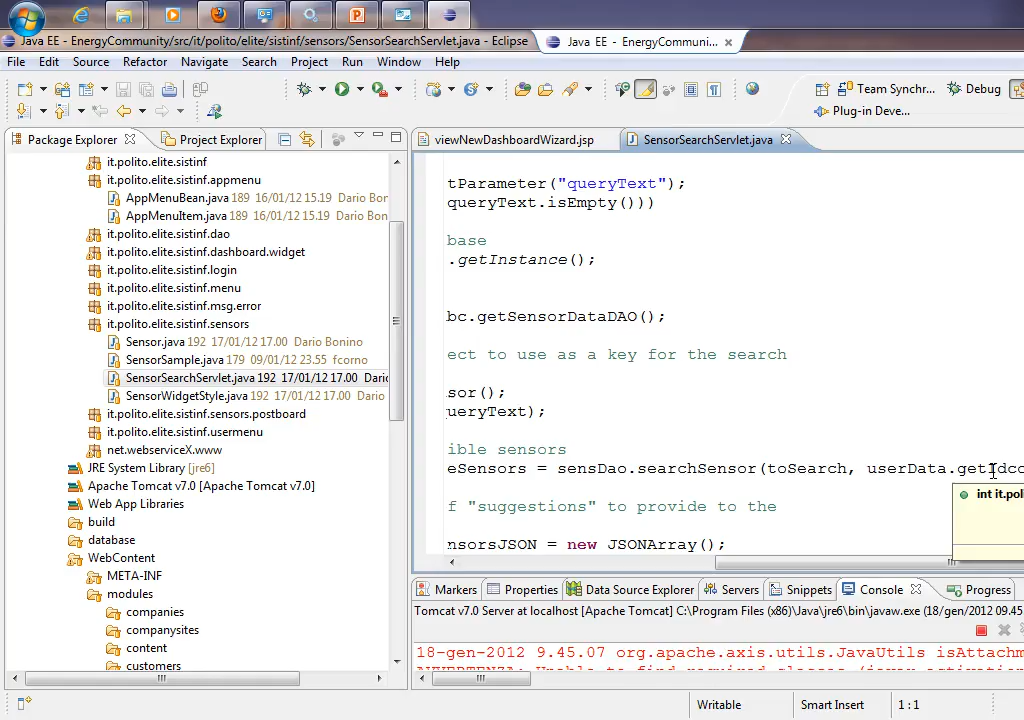 Java EE - EnergyCommunity/src/it/polito/elite/sistinf/sensors/SensorSearchServlet.java - Eclipse
Java EE - EnergyCommuni...
File Edit Source Refactor Navigate Search Project Run Window Help
Team Synchr...
Debug
Plug-in Deve...
Package Explorer
Project Explorer
viewNewDashboardWizard.jsp
SensorSearchServlet.java
it.polito.elite.sistinf
it.polito.elite.sistinf.appmenu
AppMenuBean.java 189 16/01/12 15.19 Dario Bon
AppMenuItem.java 189 16/01/12 15.19 Dario Bon
it.polito.elite.sistinf.dao
it.polito.elite.sistinf.dashboard.widget
it.polito.elite.sistinf.login
it.polito.elite.sistinf.menu
it.polito.elite.sistinf.msg.error
it.polito.elite.sistinf.sensors
Sensor.java 192 17/01/12 17.00 Dario Bonino
SensorSample.java 179 09/01/12 23.55 fcorno
SensorSearchServlet.java 192 17/01/12 17.00 Dario
SensorWidgetStyle.java 192 17/01/12 17.00 Dario
it.polito.elite.sistinf.sensors.postboard
it.polito.elite.sistinf.usermenu
net.webserviceX.www
JRE System Library [jre6]
Apache Tomcat v7.0 [Apache Tomcat v7.0]
Web App Libraries
build
database
WebContent
META-INF
modules
companies
companysites
content
customers
tParameter("queryText");
queryText.isEmpty()))
base
.getInstance();
bc.getSensorDataDAO();
ect to use as a key for the search
sor();
ueryText);
ible sensors
eSensors = sensDao.searchSensor(toSearch, userData.getIdco
int it.pol
f "suggestions" to provide to the
nsorsJSON = new JSONArray();
Markers Properties Data Source Explorer Servers Snippets Console Progress
Tomcat v7.0 Server at localhost [Apache Tomcat] C:\Program Files (x86)\Java\jre6\bin\javaw.exe (18/gen/2012 09.45
18-gen-2012 9.45.07 org.apache.axis.utils.JavaUtils isAttachm
Writable
Smart Insert
1 : 1